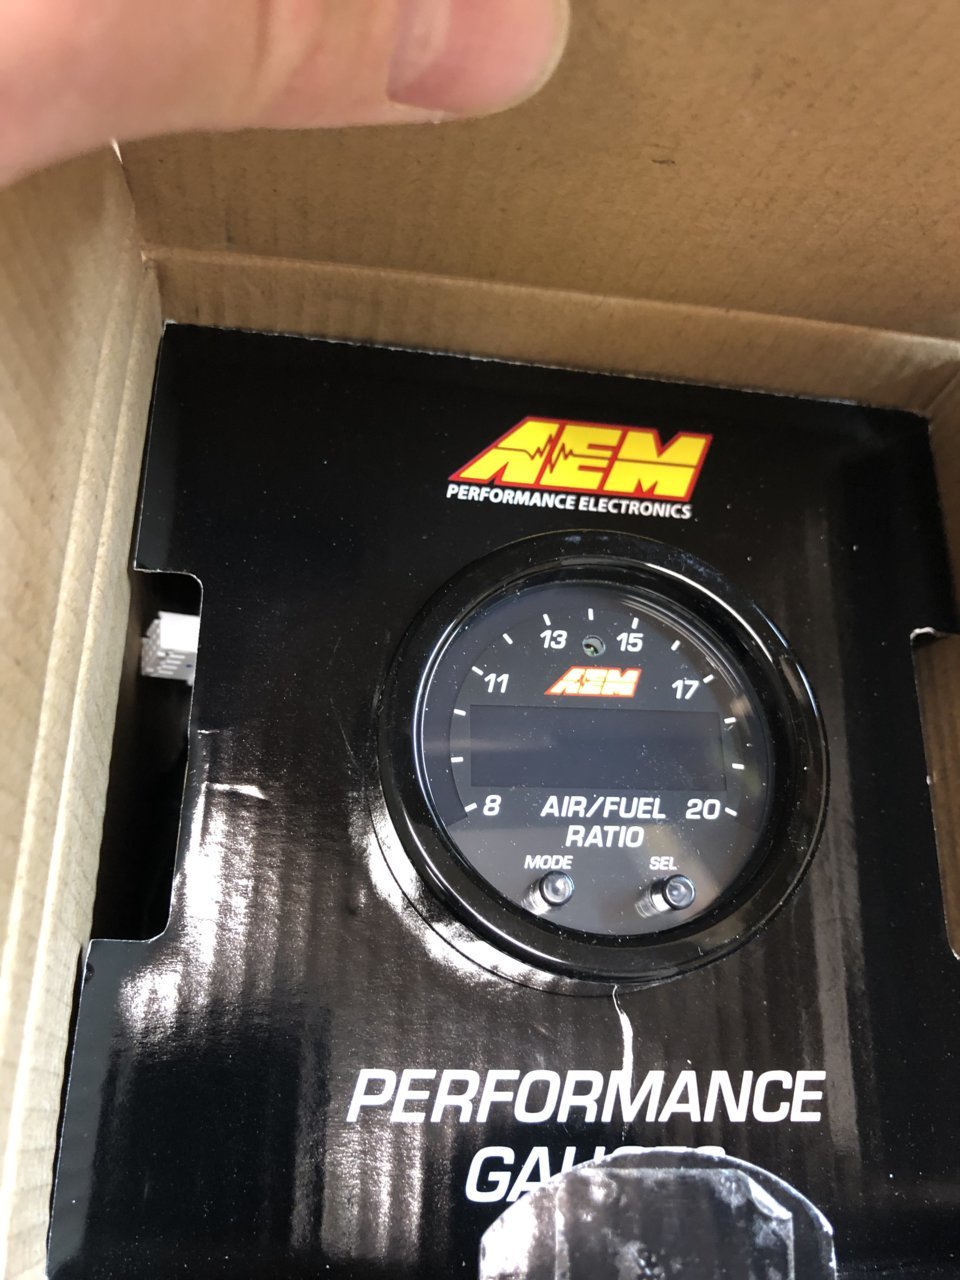 AEM
PERFORMANCE ELECTRONICS
13 15
11 17
AEM
8 AIR/FUEL 20
RATIO
MODE SEL
PERFORMANCE